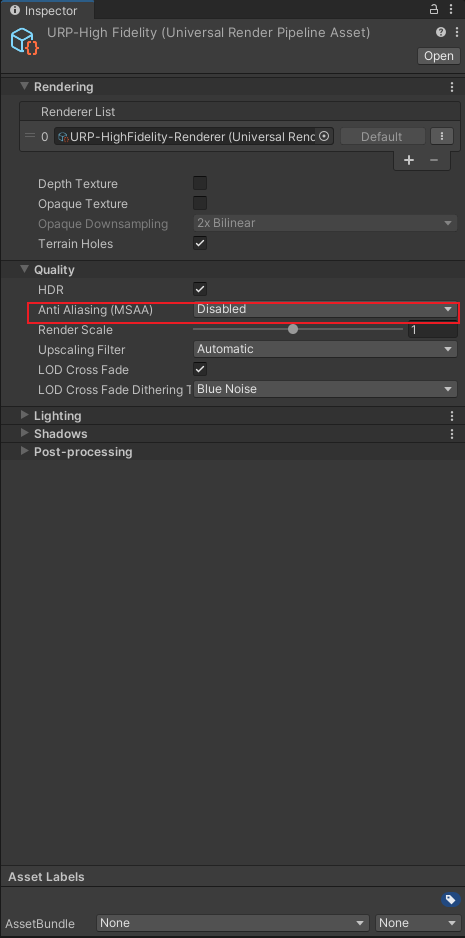 Inspector
URP-High Fidelity (Universal Render Pipeline Asset)
Open
Rendering
Renderer List
0 URP-HighFidelity-Renderer (Universal Rend Default
Depth Texture
Opaque Texture
Opaque Downsampling 2x Bilinear
Terrain Holes
Quality
HDR
Anti Aliasing (MSAA) Disabled
Render Scale 1
Upscaling Filter Automatic
LOD Cross Fade
LOD Cross Fade Dithering T Blue Noise
Lighting
Shadows
Post-processing
Asset Labels
AssetBundle None None